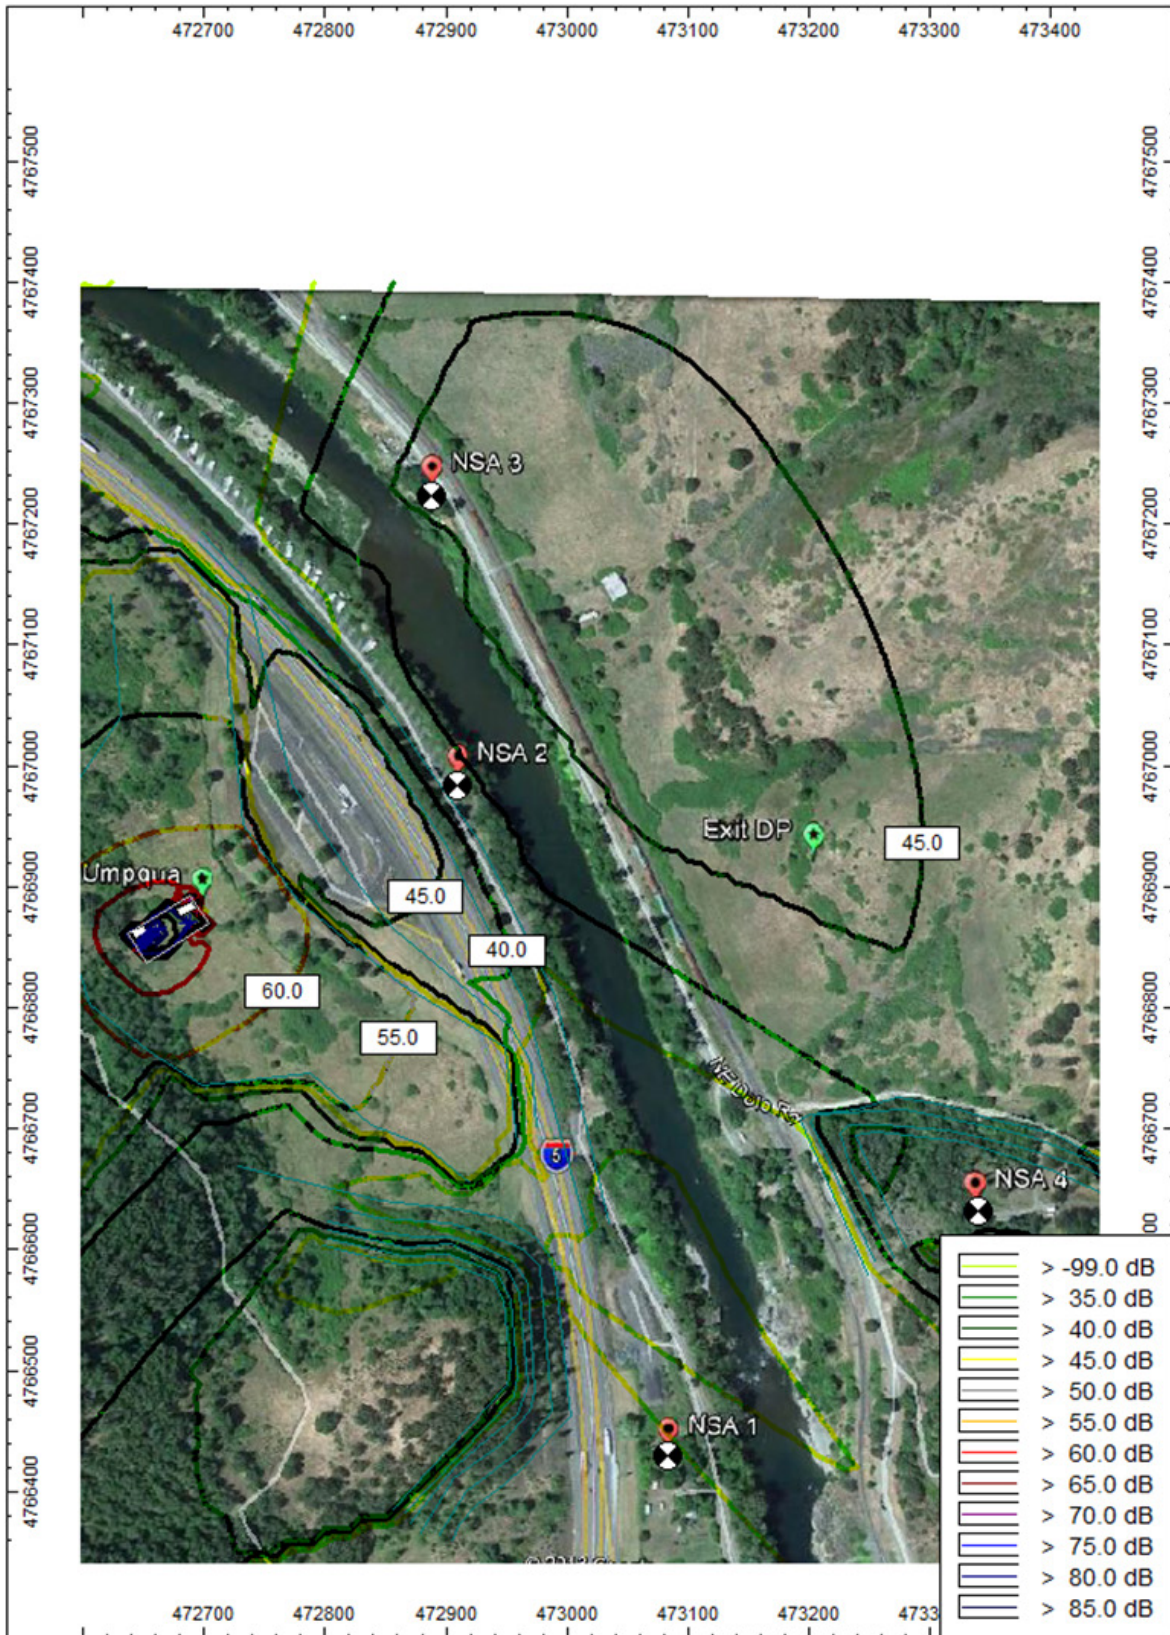 472700 472800 472900 473000 473100 473200 473300 473400
4767500 4767500
4767400 4767400
4767300 4767300
4767200 4767200
NSA 3
4767100 4767100
4767000 4767000
NSA 2
Exit DP
45.0
4766900 4766900
Umpqua
45.0
40.0
60.0
4766800 4766800
55.0
4766700 4766700
5
NSA 4
4766600
> -99.0 dB
> 35.0 dB
> 40.0 dB
> 45.0 dB
4766500
> 50.0 dB
> 55.0 dB
NSA 1
> 60.0 dB
> 65.0 dB
4766400
> 70.0 dB
> 75.0 dB
> 80.0 dB
> 85.0 dB
472700 472800 472900 473000 473100 473200